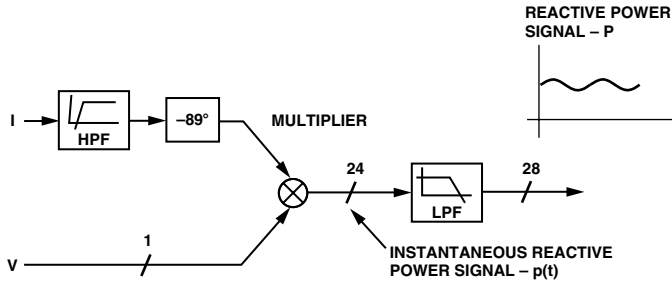 REACTIVE POWER
SIGNAL – P
I
HPF
–89°
MULTIPLIER
24
LPF
28
V
1
INSTANTANEOUS REACTIVE
POWER SIGNAL – p(t)